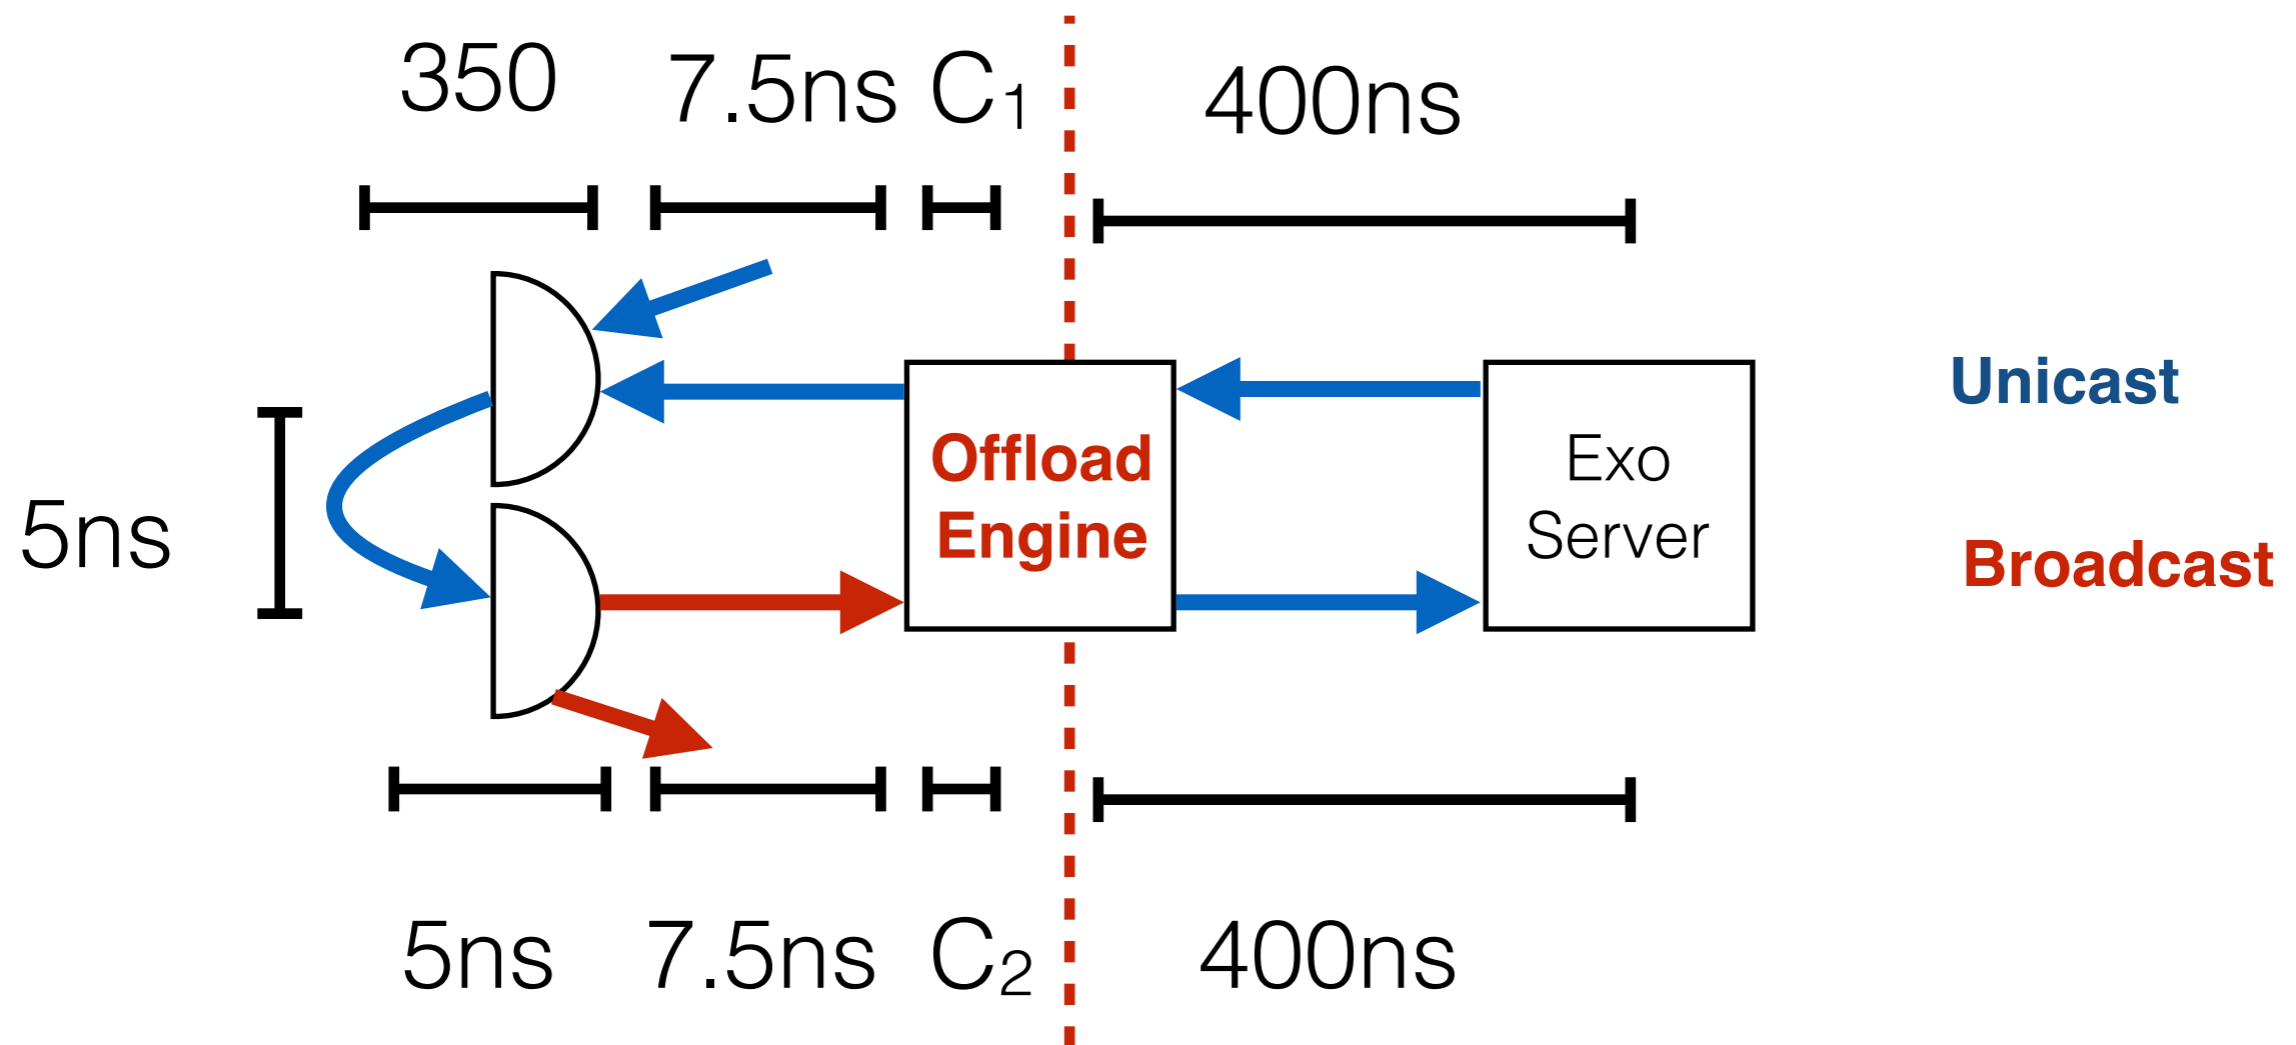 350 7.5ns C₁ 400ns
Unicast
Offload
Engine
Exo
Server
5ns
Broadcast
5ns 7.5ns C₂ 400ns